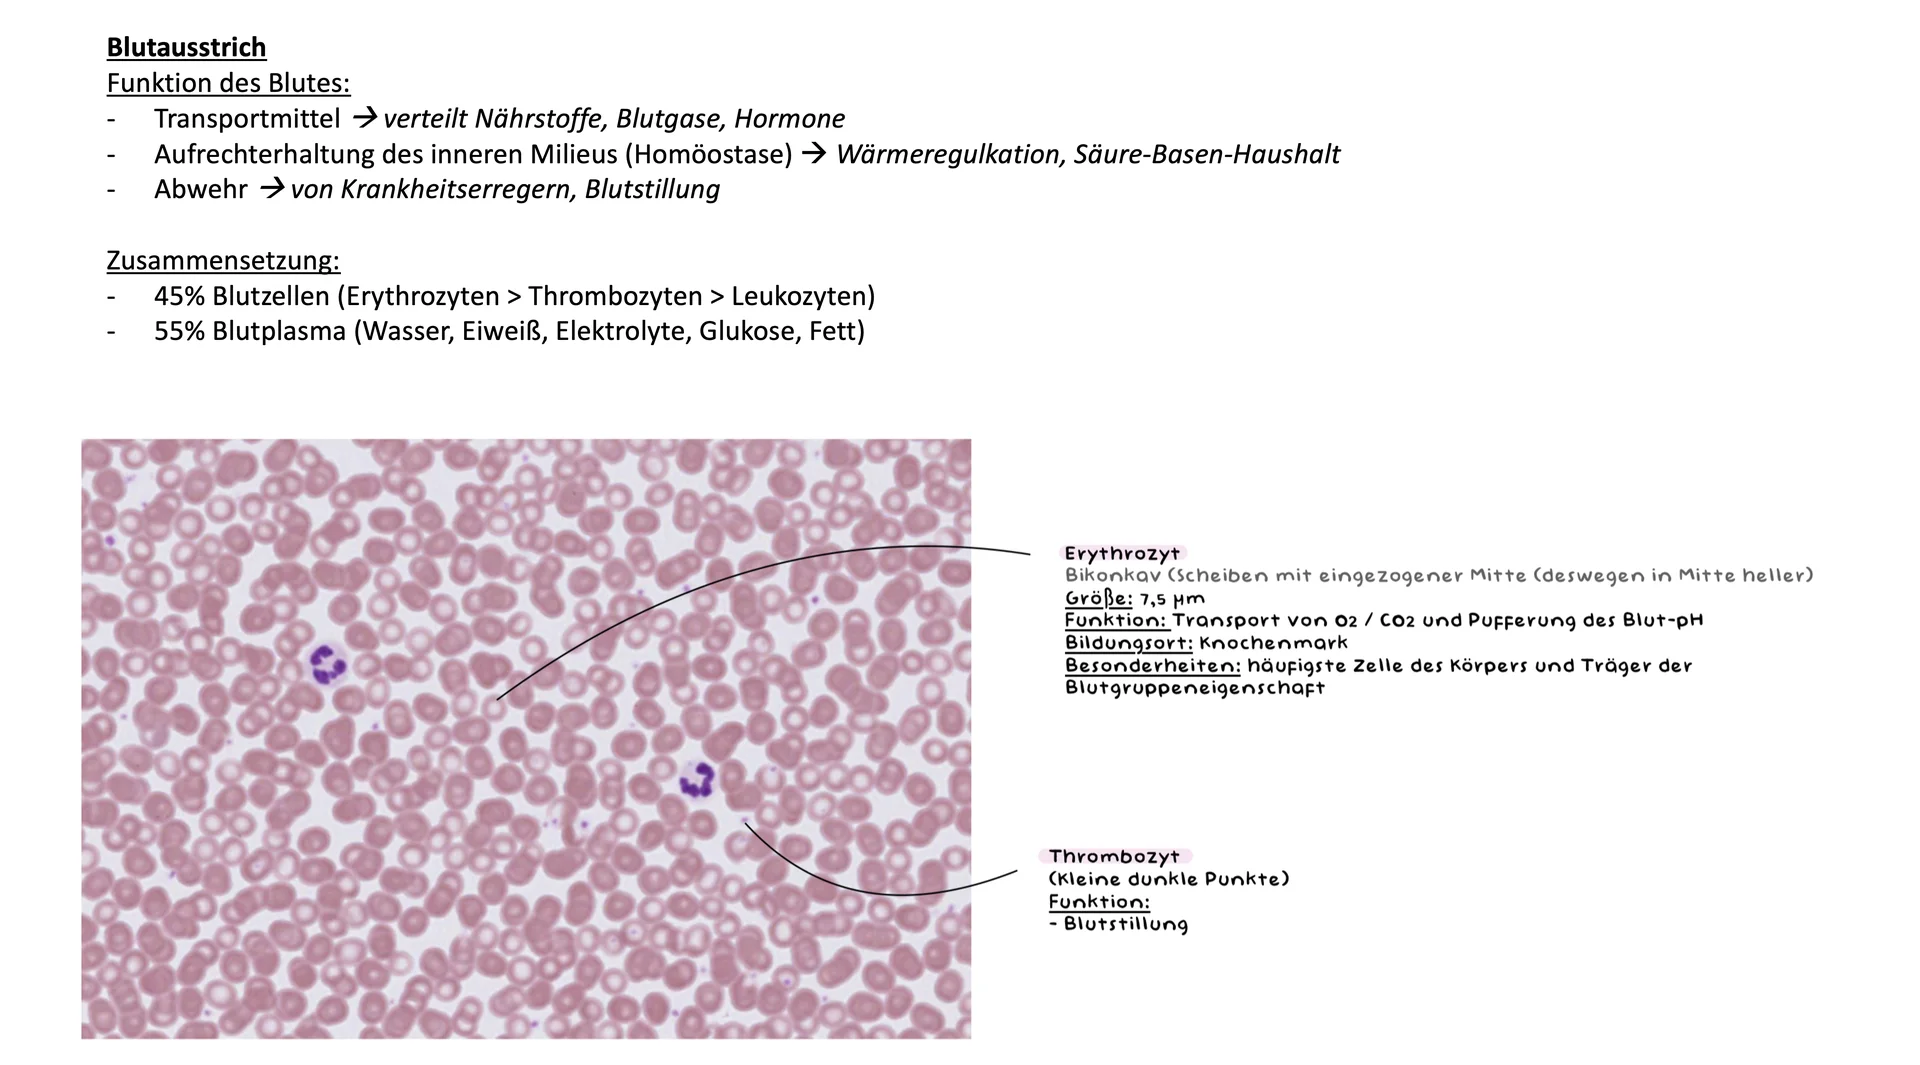 Blutausstrich
Funktion des Blutes:
- Transportmittel → verteilt Nährstoffe, Blutgase, Hormone
- Aufrechterhaltung des inneren Milieus (Homöostase) → Wärmeregulkation, Säure-Basen-Haushalt
- Abwehr → von Krankheitserregern, Blutstillung
Zusammensetzung:
- 45% Blutzellen (Erythrozyten > Thrombozyten > Leukozyten)
- 55% Blutplasma (Wasser, Eiweiß, Elektrolyte, Glukose, Fett)
Erythrozyt
Bikonkav (Scheiben mit eingezogener Mitte (deswegen in Mitte heller)
Größe: 7,5 µm
Funktion: Transport von O2 / CO2 und Pufferung des Blut-pH
Bildungsort: Knochenmark
Besonderheiten: häufigste Zelle des Körpers und Träger der
Blutgruppeneigenschaft
Thrombozyt
(Kleine dunkle Punkte)
Funktion:
- Blutstillung